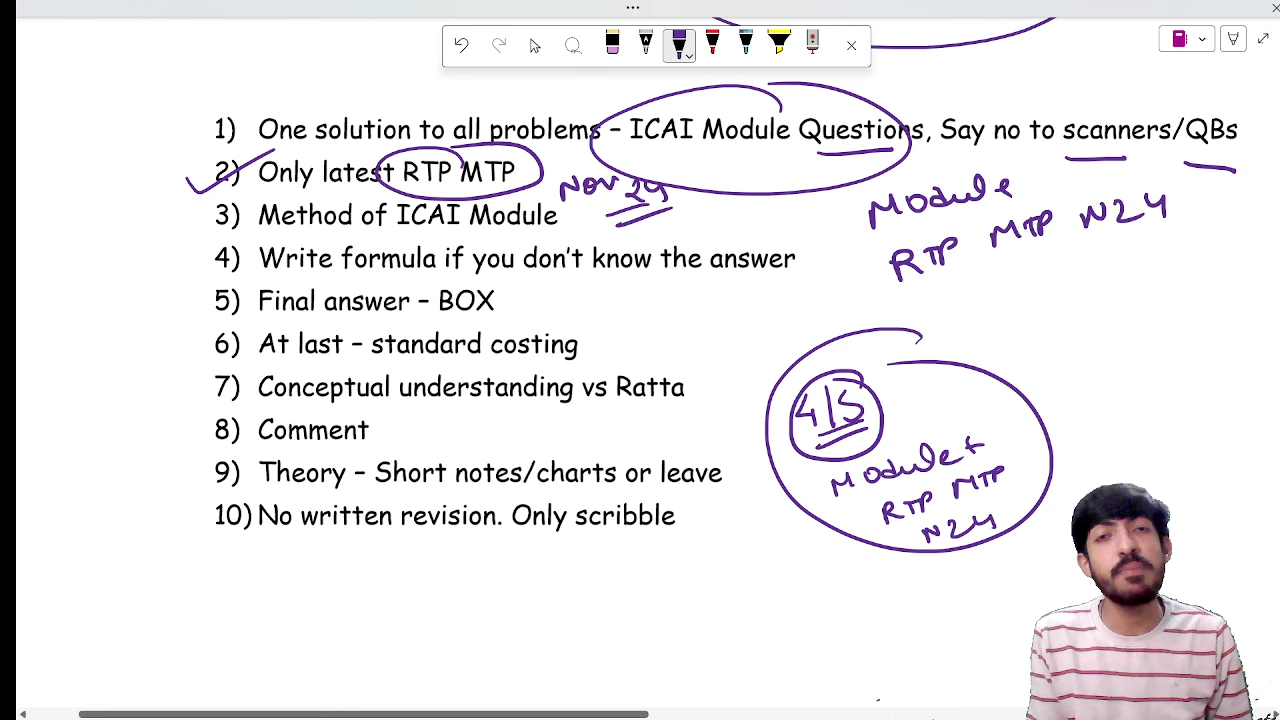 1) One solution to all problems – ICAI Module Questions, Say no to scanners/QBs
2) Only latest RTP MTP
Nov 24
Module
RTP MTP N24
3) Method of ICAI Module
4) Write formula if you don't know the answer
5) Final answer – BOX
6) At last – standard costing
7) Conceptual understanding vs Ratta
8) Comment
9) Theory – Short notes/charts or leave
10) No written revision. Only scribble
4/5
Module +
RTP MTP
N24